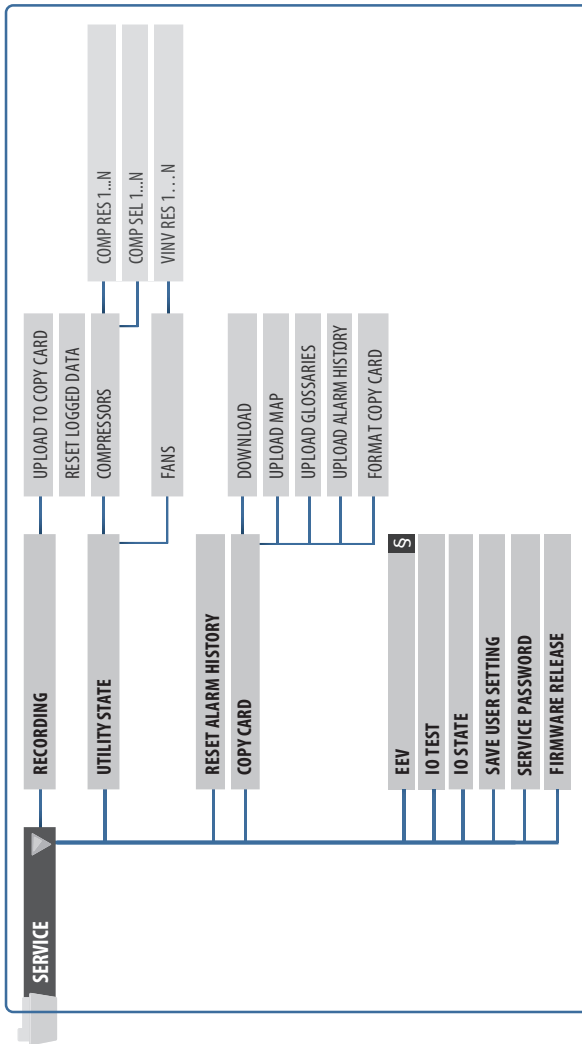 SERVICE
RECORDING
UPLOAD TO COPY CARD
RESET LOGGED DATA
UTILITY STATE
COMPRESSORS
COMP RES 1...N
COMP SEL 1...N
FANS
VINV RES 1...N
RESET ALARM HISTORY
COPY CARD
DOWNLOAD
UPLOAD MAP
UPLOAD GLOSSARIES
UPLOAD ALARM HISTORY
FORMAT COPY CARD
EEV §
IO TEST
IO STATE
SAVE USER SETTING
SERVICE PASSWORD
FIRMWARE RELEASE